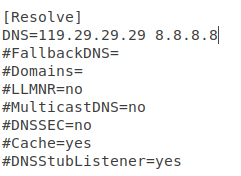 [Resolve]
DNS=119.29.29.29 8.8.8.8
#FallbackDNS=
#Domains=
#LLMNR=no
#MulticastDNS=no
#DNSSEC=no
#Cache=yes
#DNSStubListener=yes